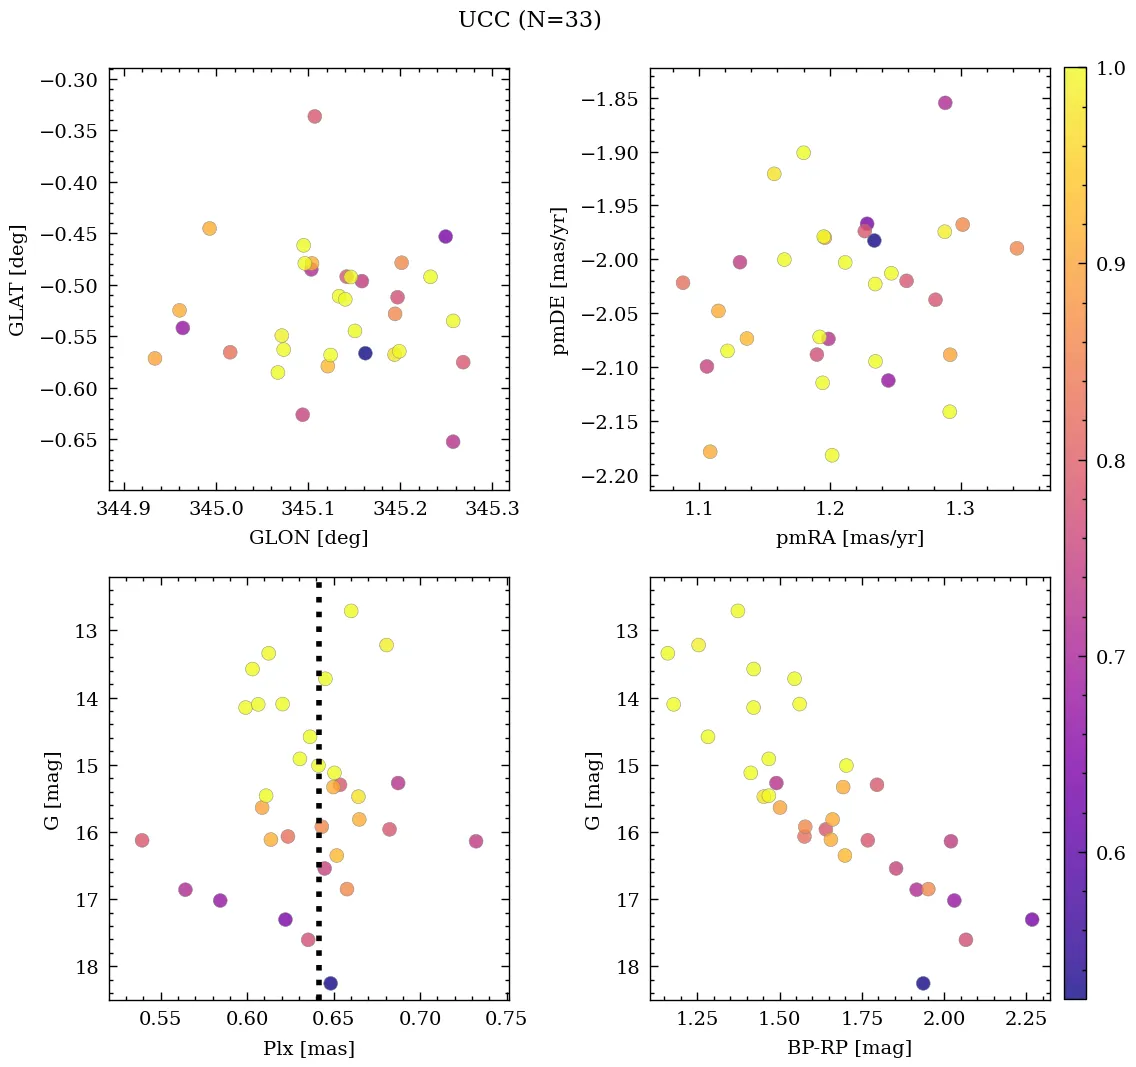 UCC (N=33)
−0.30
−0.35
−0.40
−0.45
−0.50
−0.55
−0.60
−0.65
GLAT [deg]
344.9 345.0 345.1 345.2 345.3
GLON [deg]
−1.85
−1.90
−1.95
−2.00
−2.05
−2.10
−2.15
−2.20
pmDE [mas/yr]
1.1 1.2 1.3
pmRA [mas/yr]
1.0
0.9
0.8
0.7
0.6
13
14
15
16
17
18
G [mag]
0.55 0.60 0.65 0.70 0.75
Plx [mas]
13
14
15
16
17
18
G [mag]
1.25 1.50 1.75 2.00 2.25
BP-RP [mag]